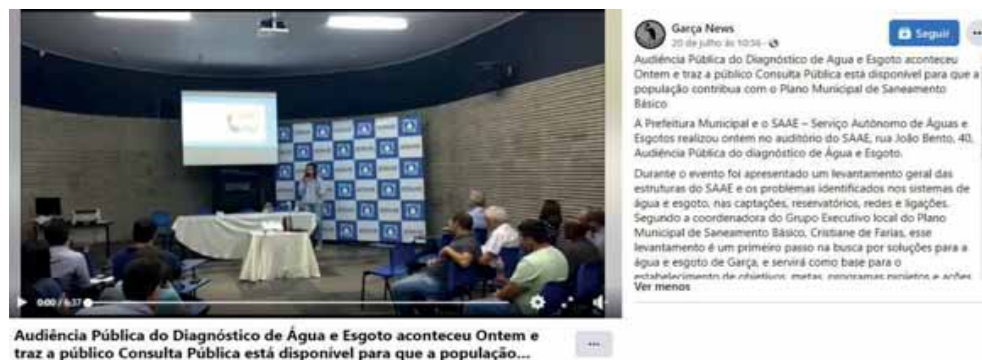 0:00 / 6:37
Audiência Pública do Diagnóstico de Água e Esgoto aconteceu Ontem e
traz a público Consulta Pública está disponível para que a população...
...
Garça News
20 de julho às 10:56 ·
Seguir
Audiência Pública do Diagnóstico de Água e Esgoto aconteceu
Ontem e traz a público Consulta Pública está disponível para que a
população contribua com o Plano Municipal de Saneamento
Básico
A Prefeitura Municipal e o SAAE – Serviço Autônomo de Águas e
Esgotos realizou ontem no auditório do SAAE, rua João Bento, 40,
Audiência Pública do diagnóstico de Água e Esgoto.
Durante o evento foi apresentado um levantamento geral das
estruturas do SAAE e os problemas identificados nos sistemas de
água e esgoto, nas captações, reservatórios, redes e ligações.
Segundo a coordenadora do Grupo Executivo local do Plano
Municipal de Saneamento Básico, Cristiane de Farias, esse
levantamento é um primeiro passo na busca por soluções para a
água e esgoto de Garça, e servirá como base para o
estabelecimento de objetivos, metas, programas projetos e ações
Ver menos